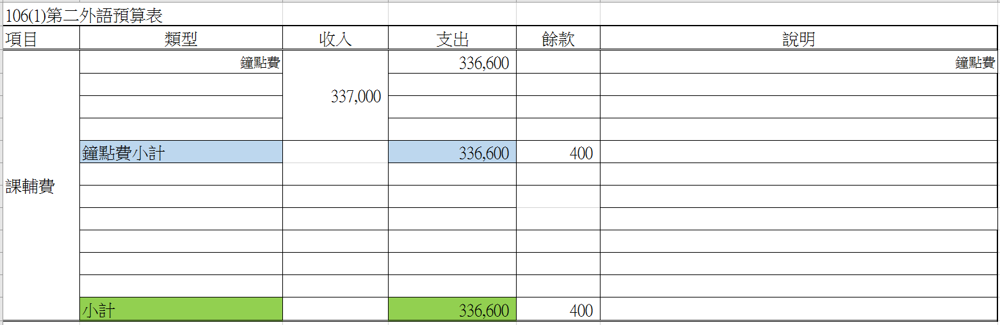 106(1)第二外語預算表
項目 類型 收入 支出 餘款 說明
鐘點費 336,600 鐘點費
337,000
鐘點費小計 336,600 400
課輔費
小計 336,600 400